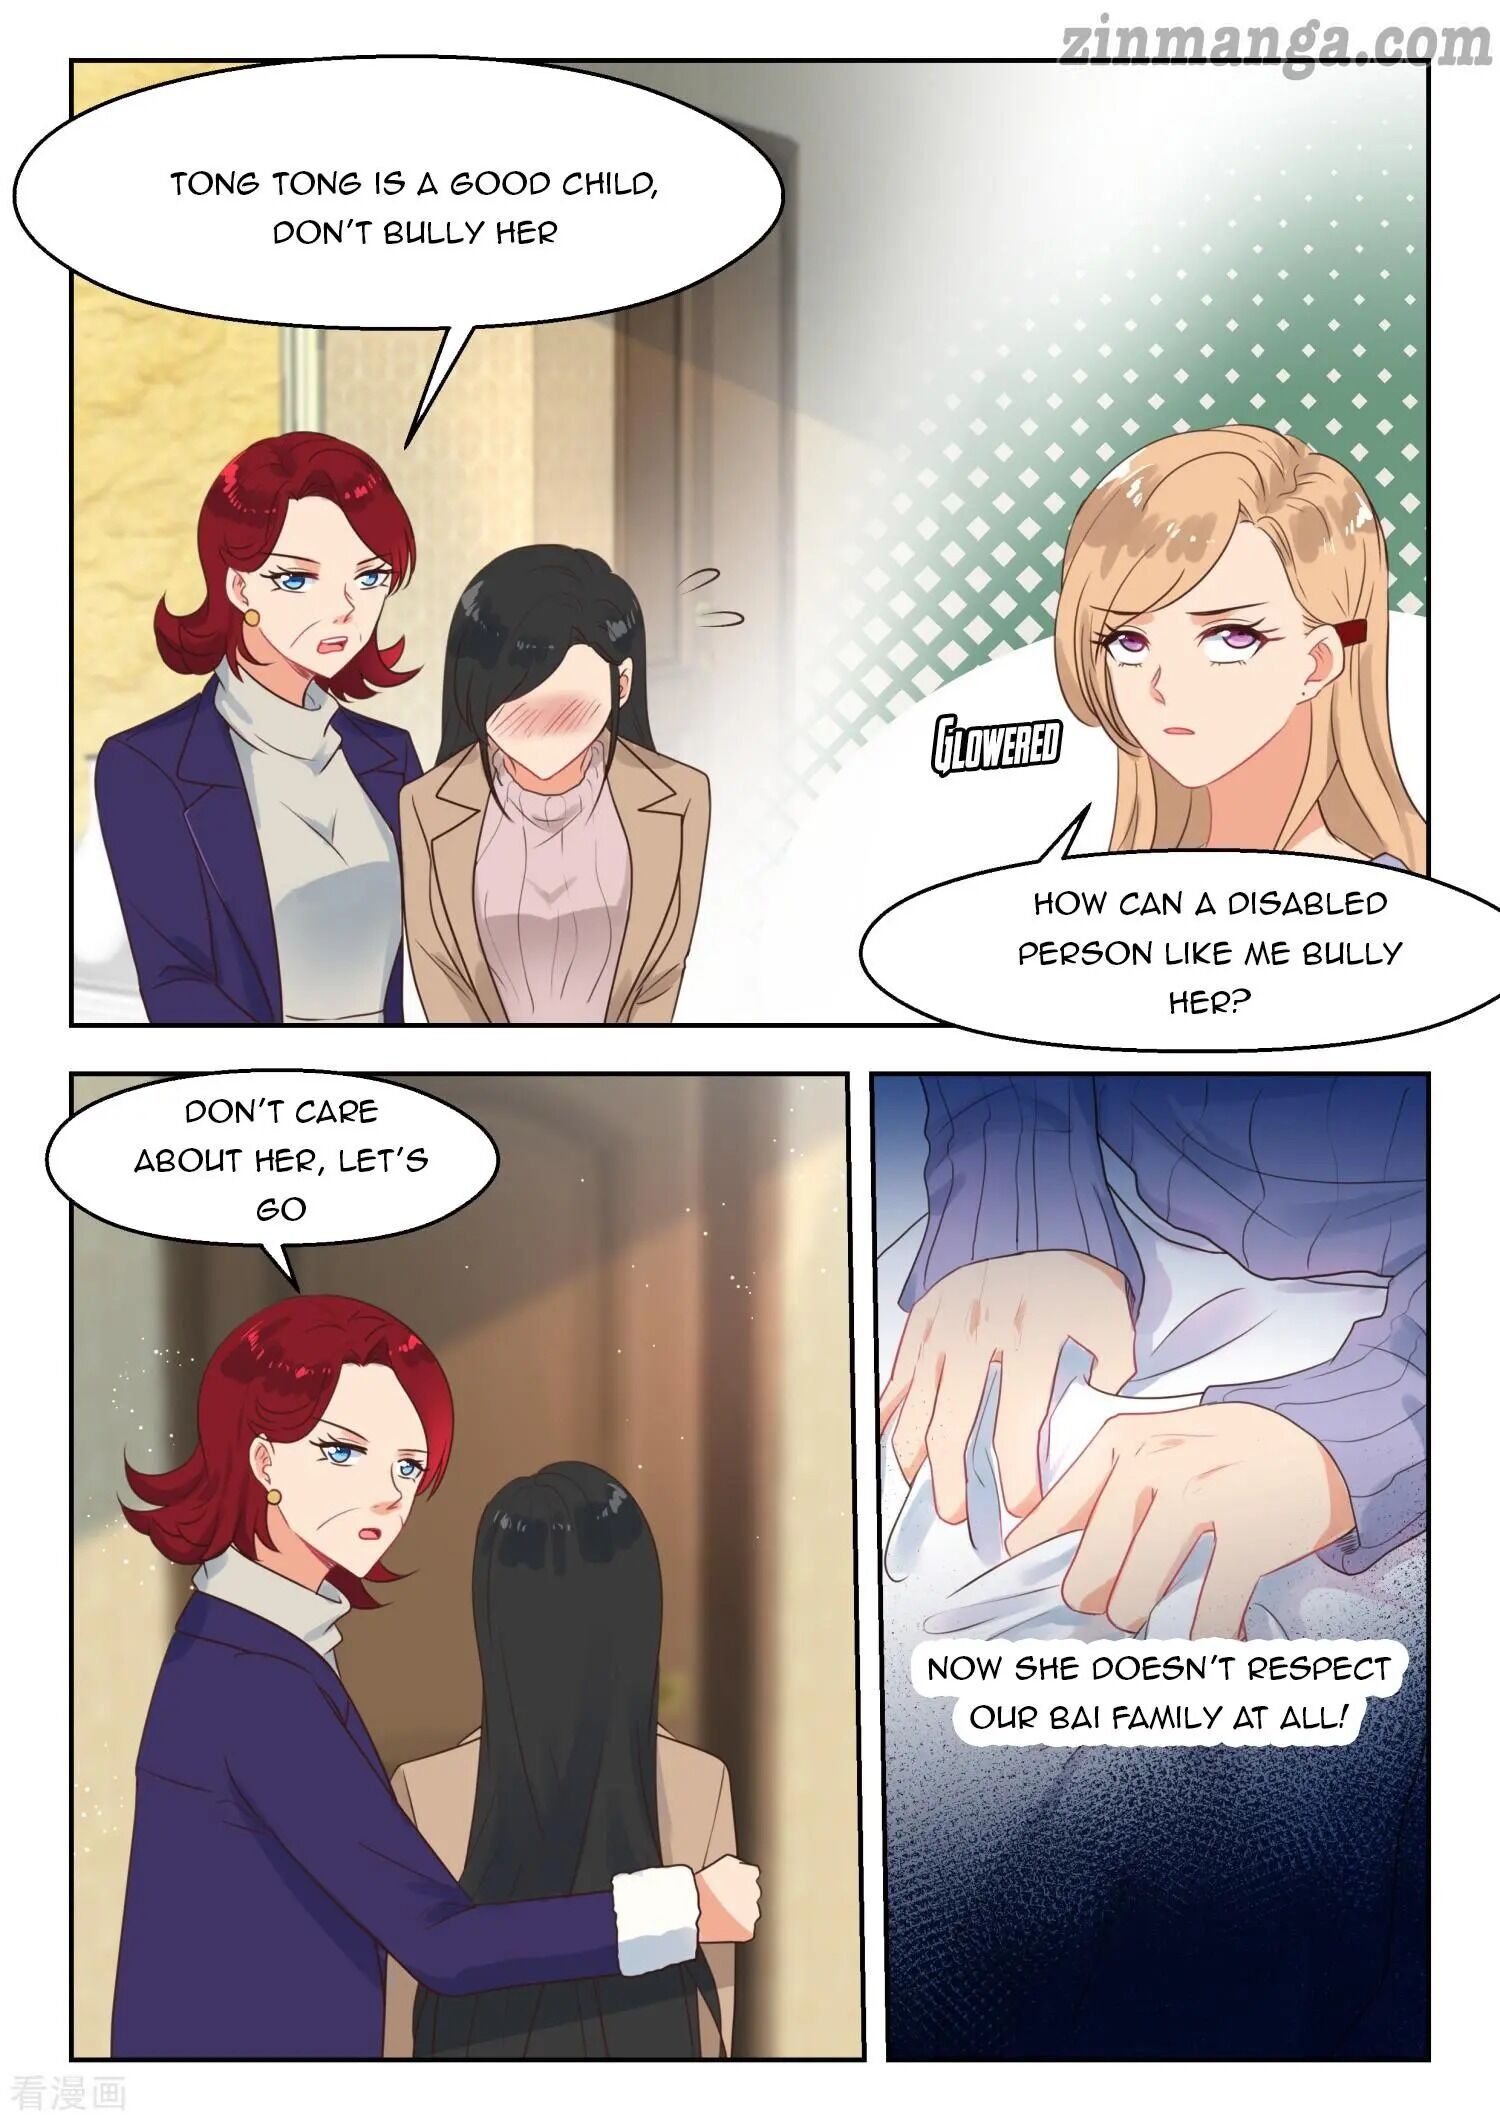 zinmanga.com
TONG TONG IS A GOOD CHILD,
DON'T BULLY HER
GLOWERED
HOW CAN A DISABLED
PERSON LIKE ME BULLY
HER?
DON'T CARE
ABOUT HER, LET'S
GO
NOW SHE DOESN'T RESPECT
OUR BAI FAMILY AT ALL!
看漫画